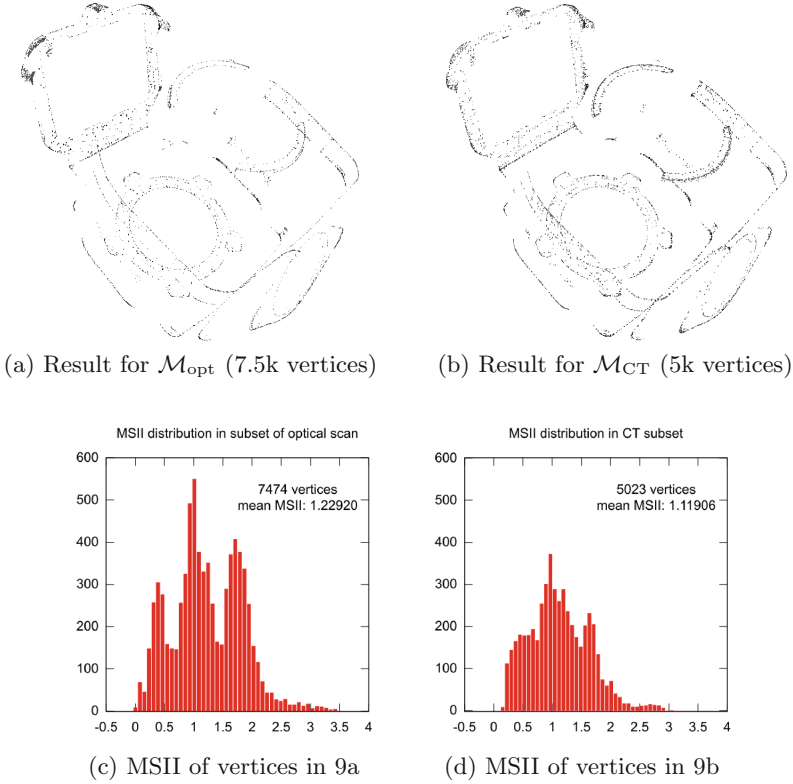 (a) Result for M_opt (7.5k vertices)
(b) Result for M_CT (5k vertices)
MSII distribution in subset of optical scan
600
500
400
300
200
100
0
7474 vertices
mean MSII: 1.22920
-0.5 0 0.5 1 1.5 2 2.5 3 3.5 4
(c) MSII of vertices in 9a
MSII distribution in CT subset
600
500
400
300
200
100
0
5023 vertices
mean MSII: 1.11906
-0.5 0 0.5 1 1.5 2 2.5 3 3.5 4
(d) MSII of vertices in 9b